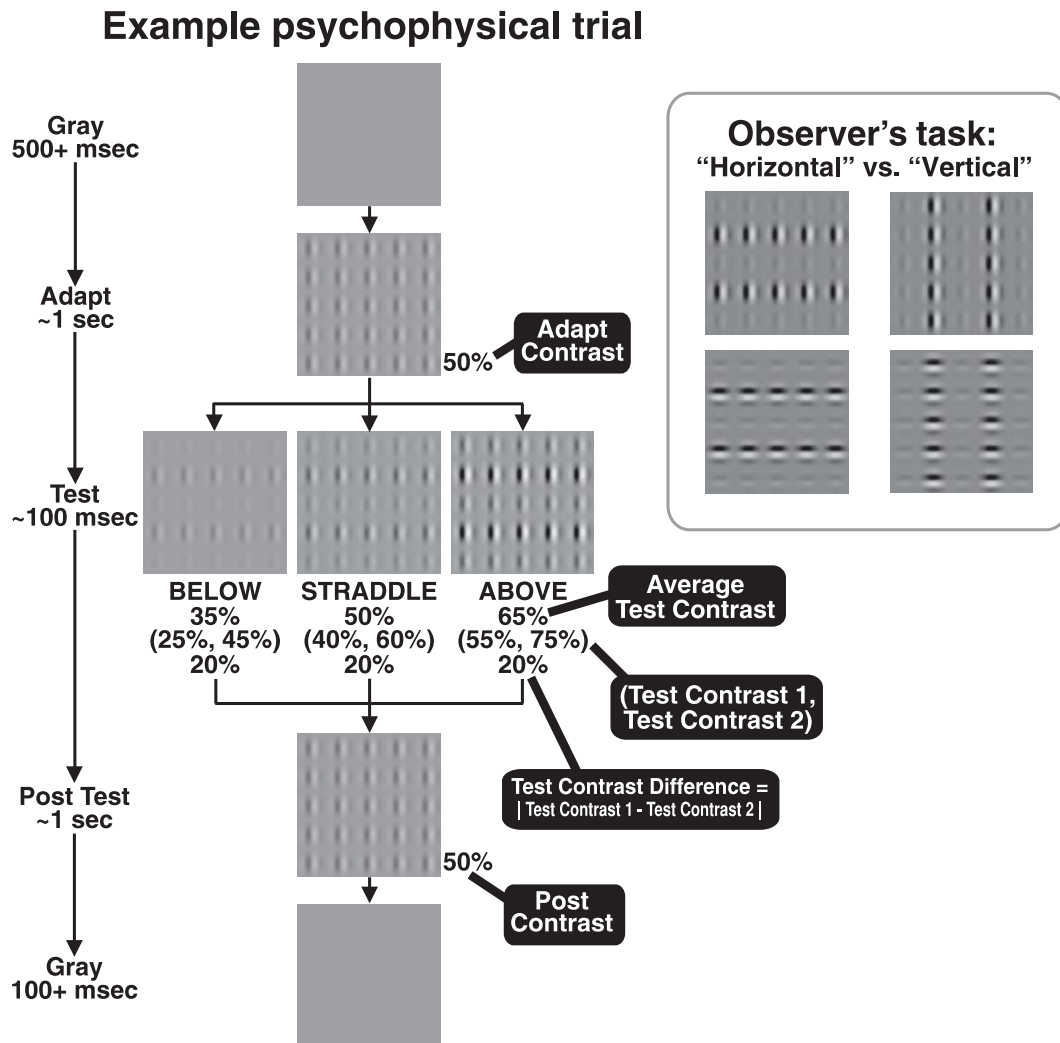 Example psychophysical trial
Gray
500+ msec
Adapt
~1 sec
50%
Adapt
Contrast
Test
~100 msec
BELOW
35%
(25%, 45%)
20%
STRADDLE
50%
(40%, 60%)
20%
ABOVE
65%
(55%, 75%)
20%
Average
Test Contrast
(Test Contrast 1,
Test Contrast 2)
Test Contrast Difference =
| Test Contrast 1 - Test Contrast 2 |
Post Test
~1 sec
50%
Post
Contrast
Gray
100+ msec
Observer's task:
“Horizontal” vs. “Vertical”